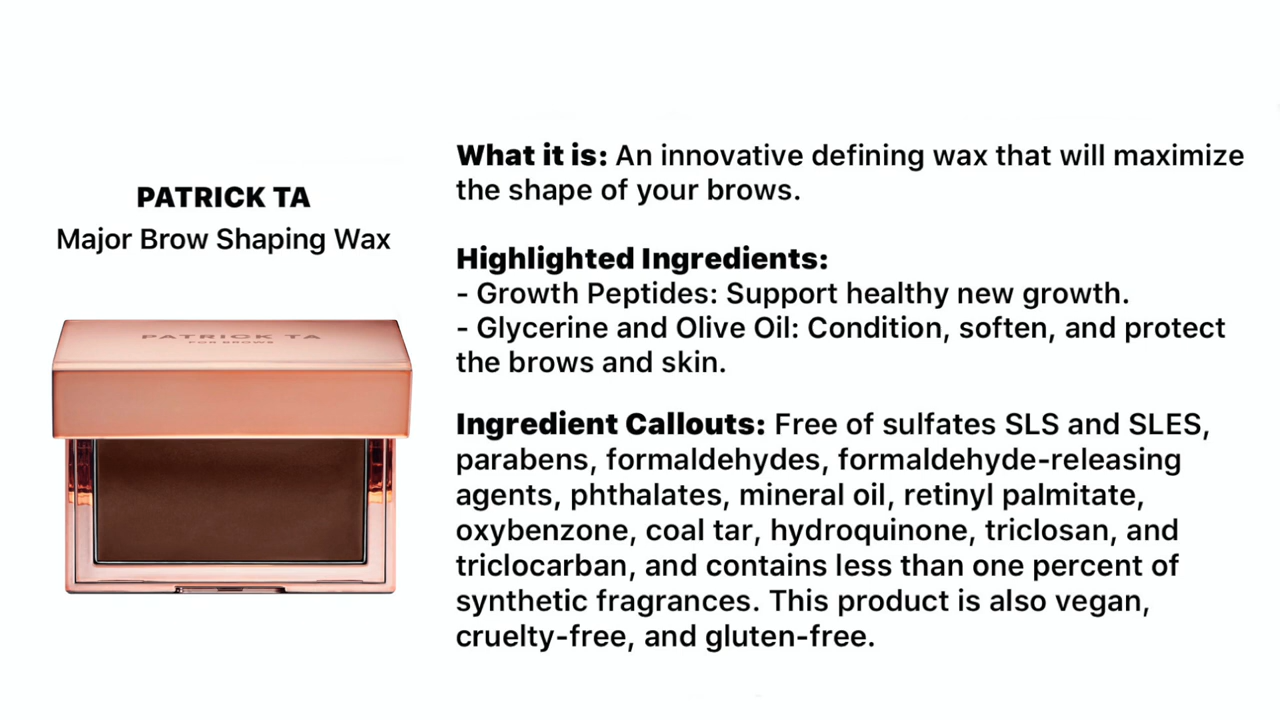 PATRICK TA
Major Brow Shaping Wax
PATRICK TA
FOR BROWS
What it is: An innovative defining wax that will maximize
the shape of your brows.
Highlighted Ingredients:
- Growth Peptides: Support healthy new growth.
- Glycerine and Olive Oil: Condition, soften, and protect
the brows and skin.
Ingredient Callouts: Free of sulfates SLS and SLES,
parabens, formaldehydes, formaldehyde-releasing
agents, phthalates, mineral oil, retinyl palmitate,
oxybenzone, coal tar, hydroquinone, triclosan, and
triclocarban, and contains less than one percent of
synthetic fragrances. This product is also vegan,
cruelty-free, and gluten-free.